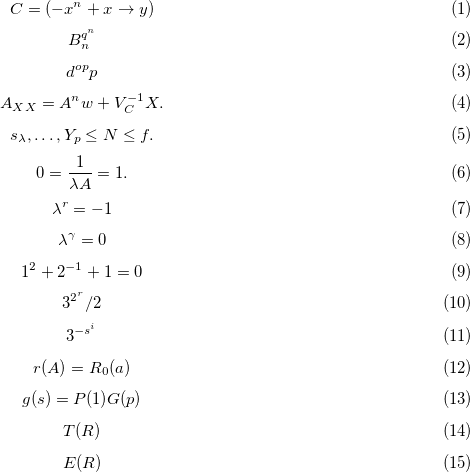 C = (−x^n + x → y) (1)
B_n^{q^n} (2)
d^{op}p (3)
A_{XX} = A^n w + V_C^{-1} X. (4)
s_λ, . . . , Y_p ≤ N ≤ f. (5)
0 = \frac{1}{λA} = 1. (6)
λ^r = −1 (7)
λ^γ = 0 (8)
1^2 + 2^{-1} + 1 = 0 (9)
3^{2^r}/2 (10)
3^{-s^i} (11)
r(A) = R_0(a) (12)
g(s) = P(1)G(p) (13)
T(R) (14)
E(R) (15)